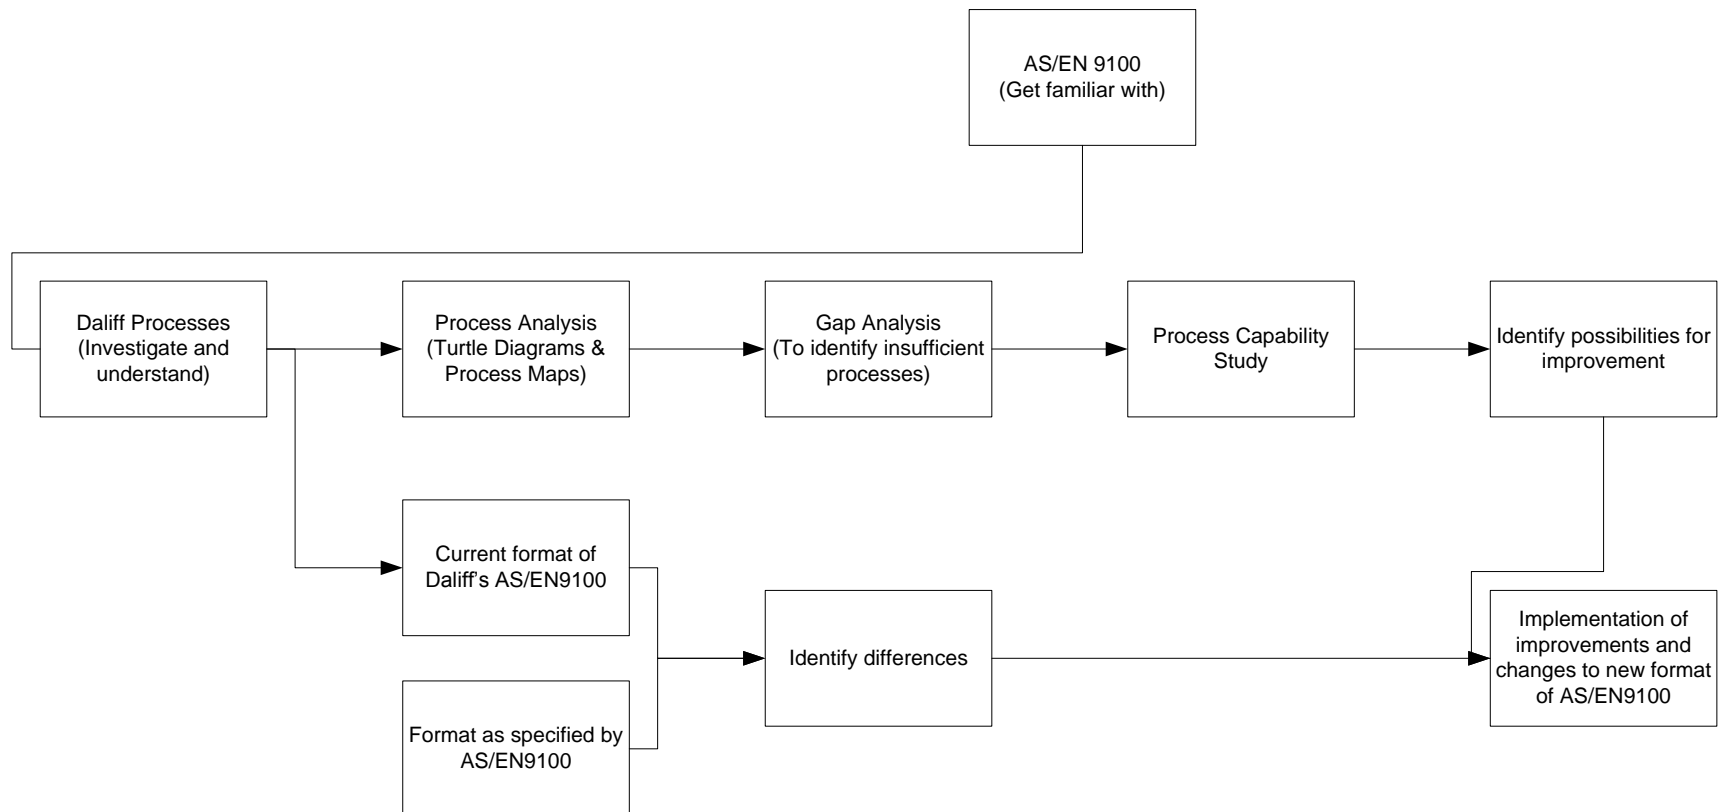 AS/EN 9100
(Get familiar with)
Daliff Processes
(Investigate and
understand)
Process Analysis
(Turtle Diagrams &
Process Maps)
Gap Analysis
(To identify insufficient
processes)
Process Capability
Study
Identify possibilities for
improvement
Current format of
Daliff's AS/EN9100
Identify differences
Implementation of
improvements and
changes to new format
of AS/EN9100
Format as specified by
AS/EN9100